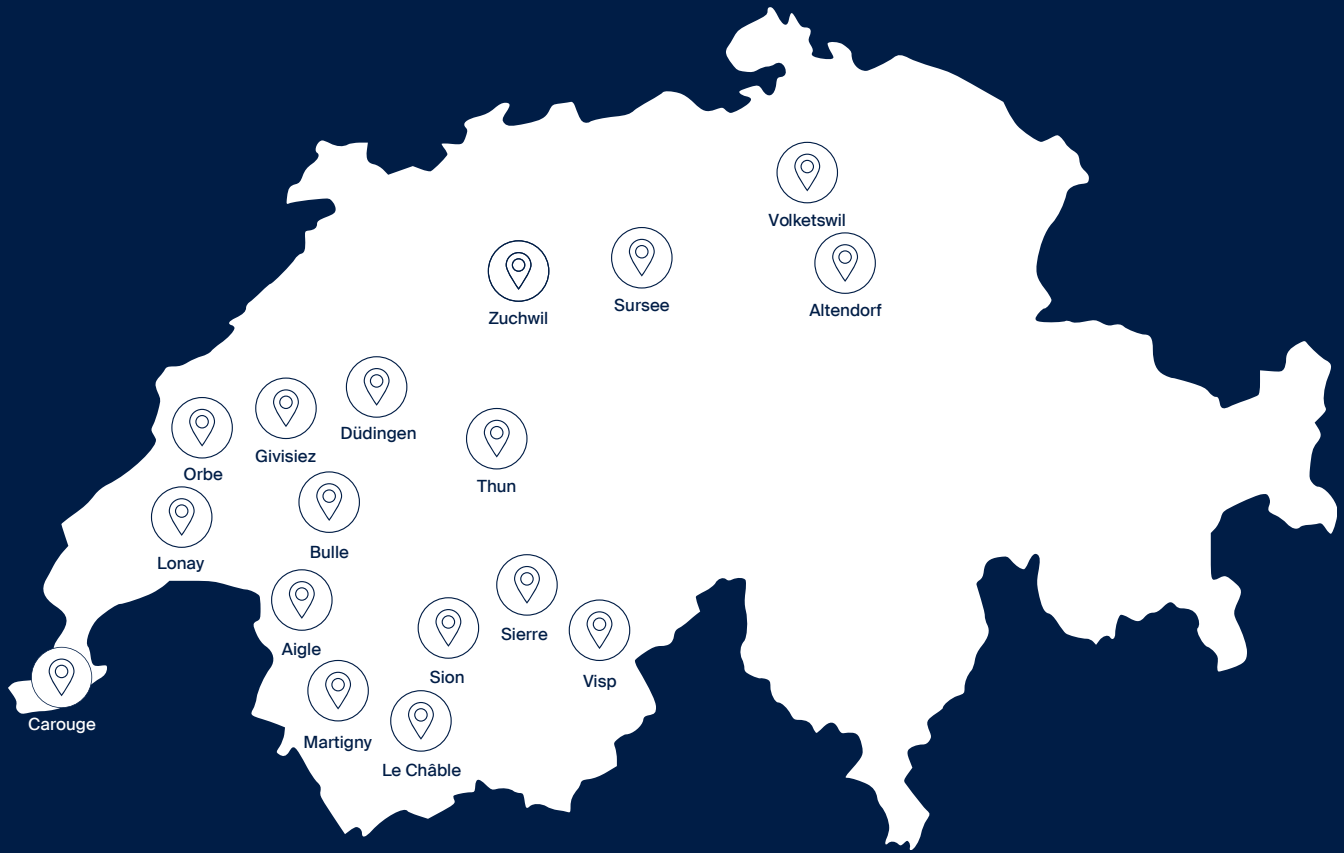 Volketswil
Sursee
Altendorf
Zuchwil
Düdingen
Givisiez
Orbe
Thun
Bulle
Lonay
Sierre
Aigle
Sion
Visp
Carouge
Martigny
Le Châble